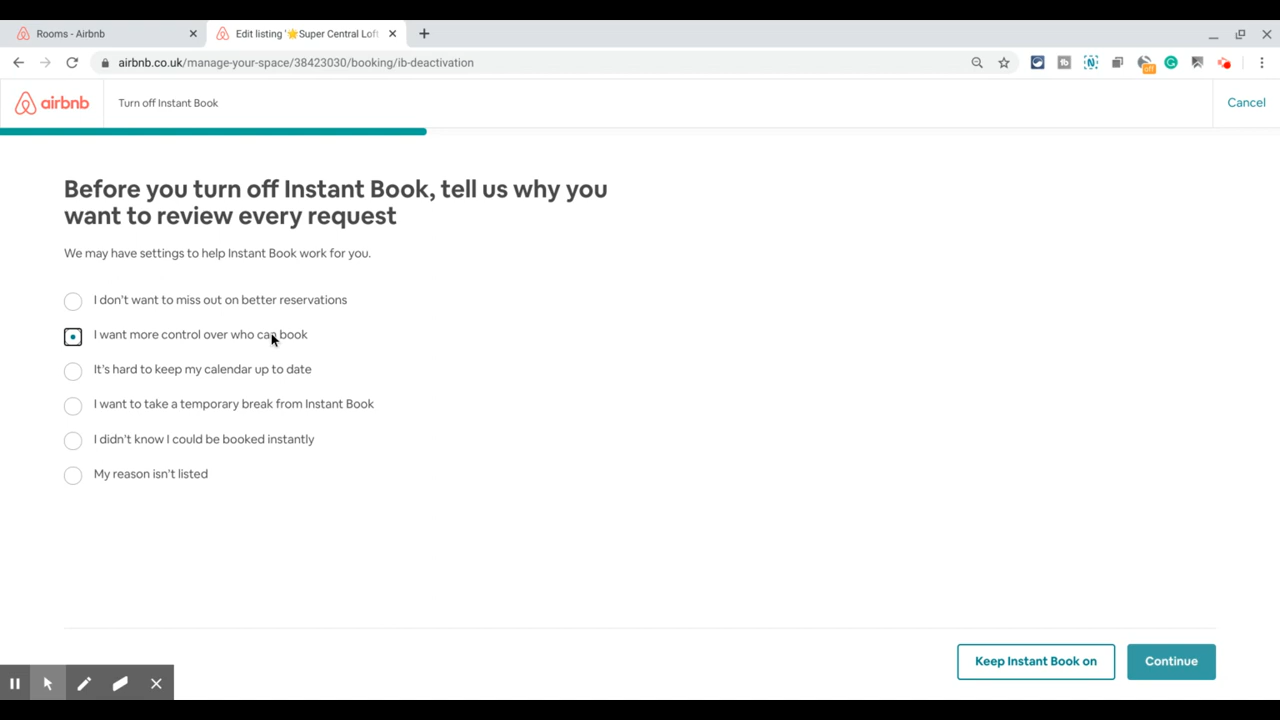 Rooms - Airbnb
Edit listing '⭐Super Central Loft
airbnb.co.uk/manage-your-space/38423030/booking/ib-deactivation
off
airbnb
Turn off Instant Book
Cancel
Before you turn off Instant Book, tell us why you
want to review every request
We may have settings to help Instant Book work for you.
I don't want to miss out on better reservations
I want more control over who can book
It's hard to keep my calendar up to date
I want to take a temporary break from Instant Book
I didn't know I could be booked instantly
My reason isn't listed
Keep Instant Book on
Continue